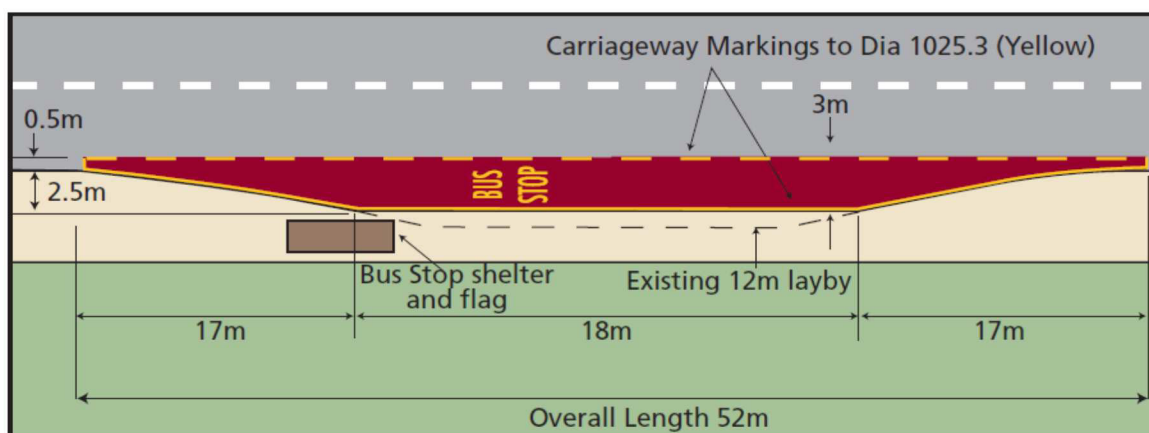 Carriageway Markings to Dia 1025.3 (Yellow)
0.5m
3m
2.5m
BUS
STOP
Bus Stop shelter
and flag
Existing 12m layby
17m
18m
17m
Overall Length 52m